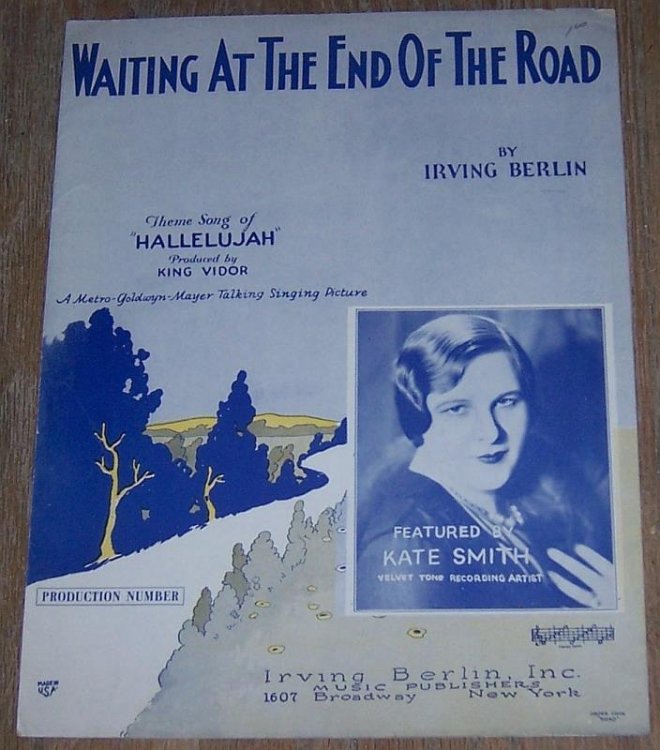 WAITING AT THE END OF THE ROAD
BY
IRVING BERLIN
Theme Song of
"HALLELUJAH"
Produced by
KING VIDOR
A Metro-Goldwyn-Mayer Talking Singing Picture
FEATURED BY
KATE SMITH
VELVET TONE RECORDING ARTIST
PRODUCTION NUMBER
MADE IN
U.S.A.
Irving Berlin, Inc.
MUSIC PUBLISHERS
1607 Broadway New York